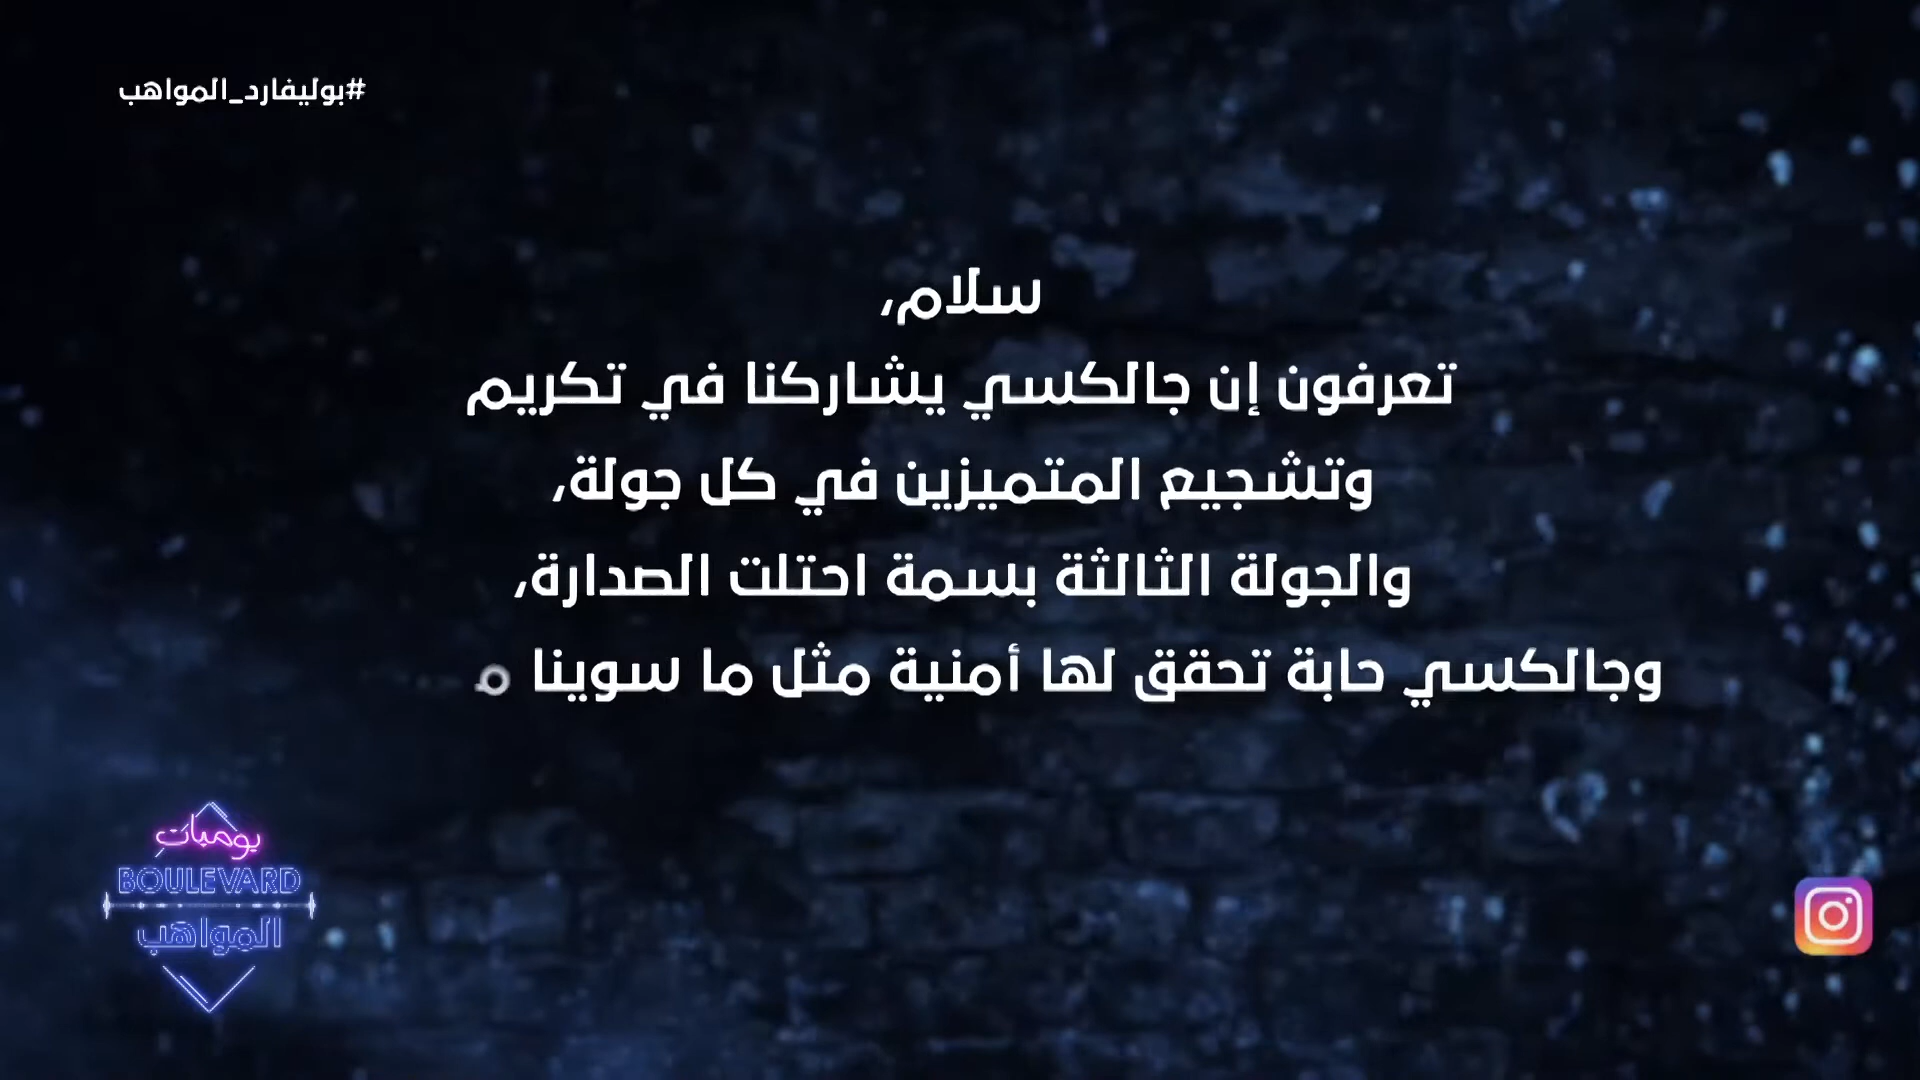 #بوليفارد_المواهب
سلام،
تعرفون إن جالكسي يشاركنا في تكريم
وتشجيع المتميزين في كل جولة،
والجولة الثالثة بسمة احتلت الصدارة،
وجالكسي حابة تحقق لها أمنية مثل ما سوينا
يوميات
BOULEVARD
المواهب